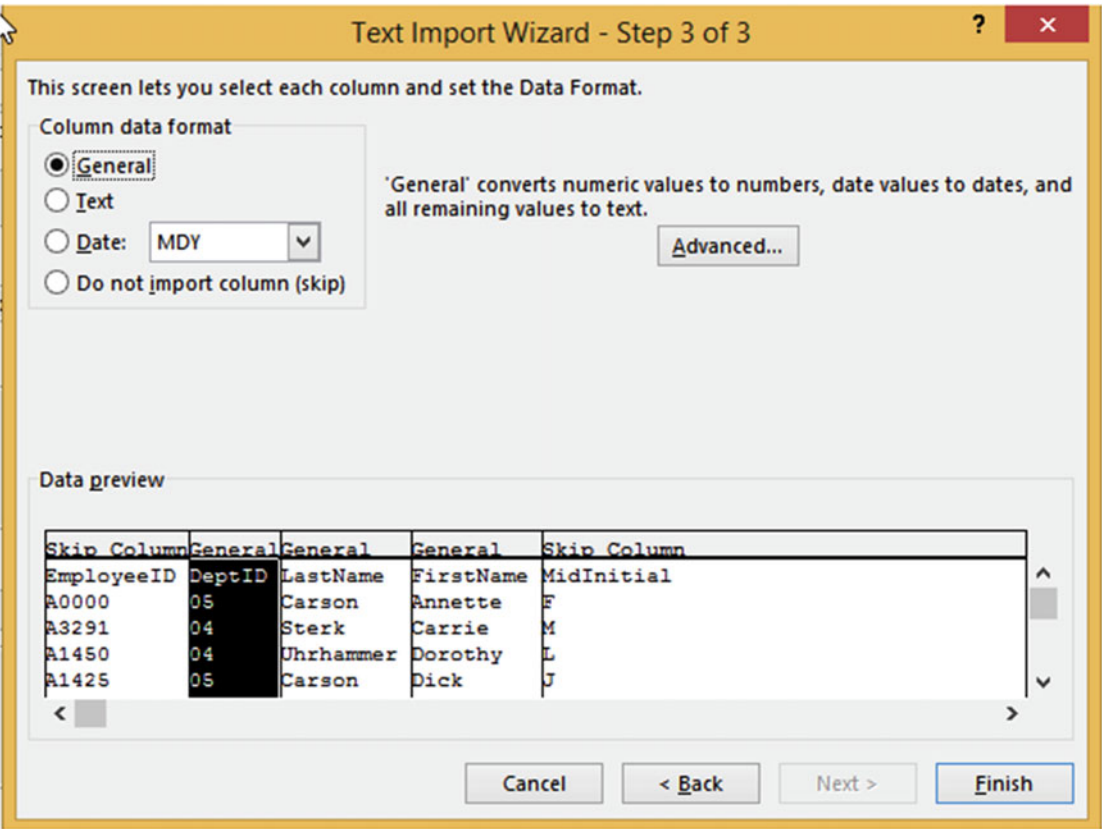 Text Import Wizard - Step 3 of 3
?
×
This screen lets you select each column and set the Data Format.
Column data format
General
Text
Date: MDY
Do not import column (skip)
'General' converts numeric values to numbers, date values to dates, and
all remaining values to text.
Advanced...
Data preview
Skip Column General General General Skip Column
EmployeeID DeptID LastName FirstName MidInitial
A0000 05 Carson Annette F
A3291 04 Sterk Carrie M
A1450 04 Uhrhammer Dorothy L
A1425 05 Carson Dick J
Cancel
< Back
Next >
Finish